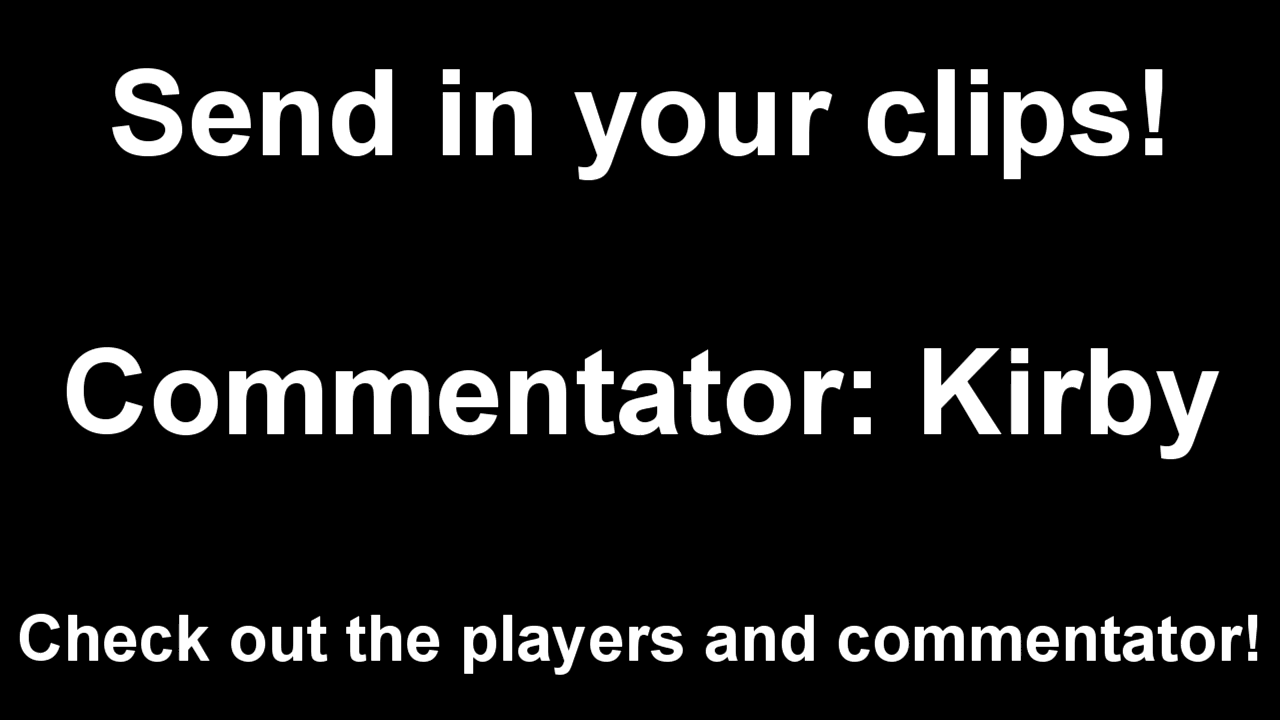 Send in your clips!
Commentator: Kirby
Check out the players and commentator!